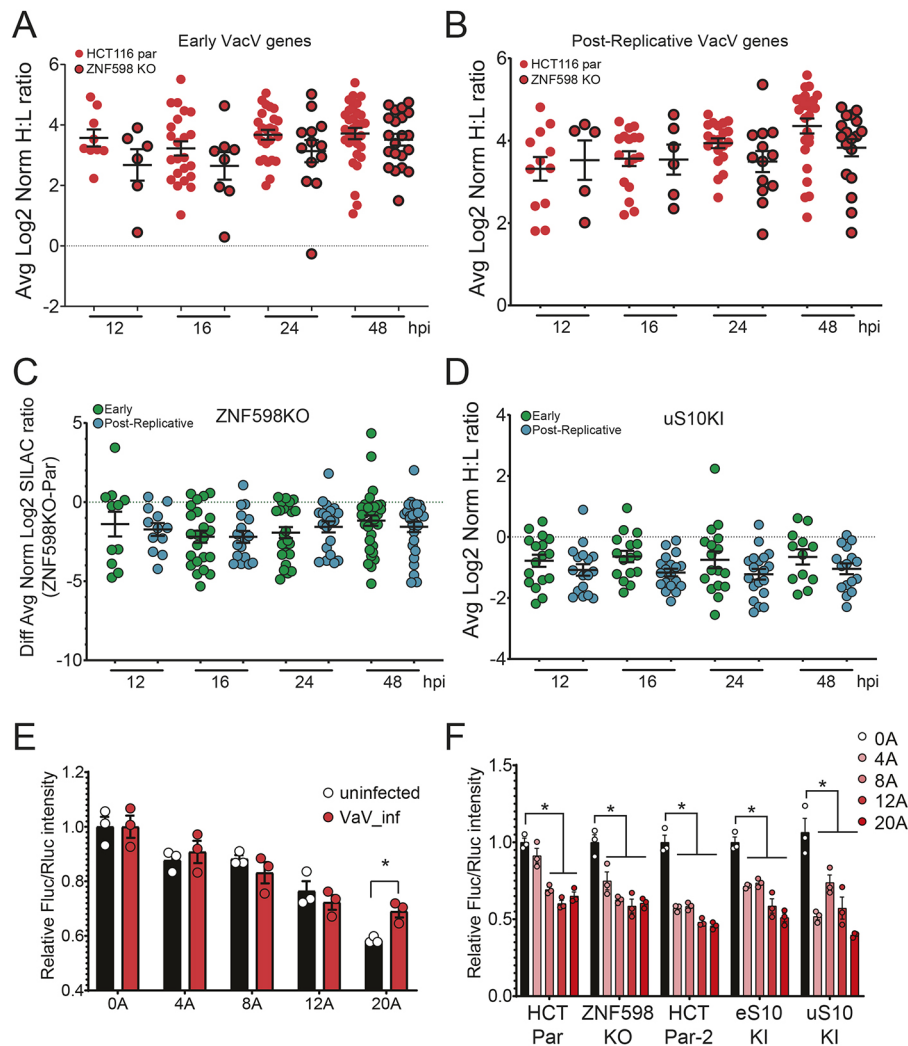 A
Early VacV genes
HCT116 par
ZNF598 KO
Avg Log2 Norm H:L ratio
6
4
2
0
-2
12 16 24 48 hpi
B
Post-Replicative VacV genes
HCT116 par
ZNF598 KO
Avg Log2 Norm H:L ratio
6
4
2
0
12 16 24 48 hpi
C
ZNF598KO
Early
Post-Replicative
Diff Avg Norm Log2 SILAC ratio
(ZNF598KO-Par)
5
0
-5
-10
12 16 24 48 hpi
D
uS10KI
Early
Post-Replicative
Avg Log2 Norm H:L ratio
4
2
0
-2
-4
12 16 24 48 hpi
E
uninfected
VaV_inf
Relative Fluc/Rluc intensity
1.2
1.0
0.8
0.6
0.4
*
0A 4A 8A 12A 20A
F
0A
4A
8A
12A
20A
Relative Fluc/Rluc intensity
1.5
1.0
0.5
0.0
* * * * *
HCT Par
ZNF598 KO
HCT Par-2
eS10 KI
uS10 KI